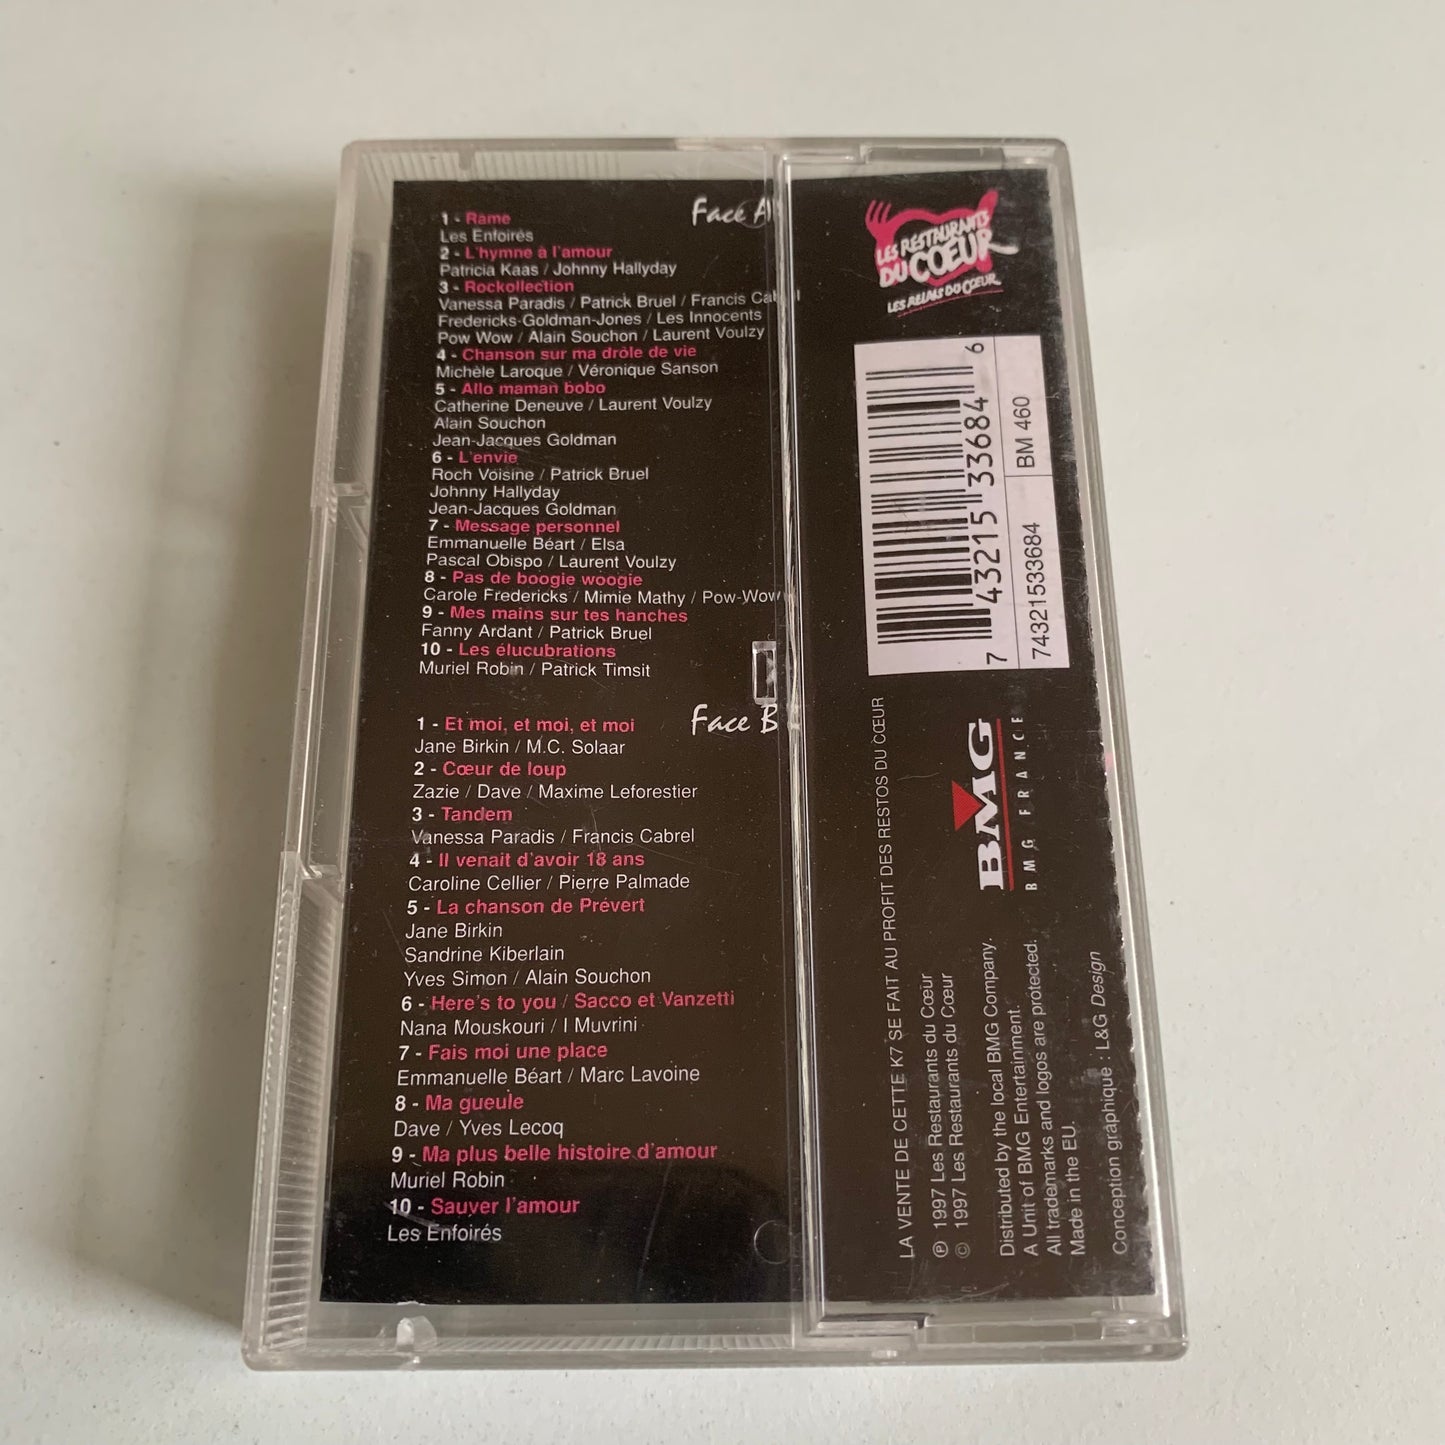 Face A
1 - Rame
Les Enfoirés
2 - L'hymne à l'amour
Patricia Kaas / Johnny Hallyday
3 - Rockollection
Vanessa Paradis / Patrick Bruel / Francis Cabrel
Fredericks-Goldman-Jones / Les Innocents
Pow Wow / Alain Souchon / Laurent Voulzy
4 - Chanson sur ma drôle de vie
Michèle Laroque / Véronique Sanson
5 - Allo maman bobo
Catherine Deneuve / Laurent Voulzy
Alain Souchon
Jean-Jacques Goldman
6 - L'envie
Roch Voisine / Patrick Bruel
Johnny Hallyday
Jean-Jacques Goldman
7 - Message personnel
Emmanuelle Béart / Elsa
Pascal Obispo / Laurent Voulzy
8 - Pas de boogie woogie
Carole Fredericks / Mimie Mathy / Pow-Wow
9 - Mes mains sur tes hanches
Fanny Ardant / Patrick Bruel
10 - Les élucubrations
Muriel Robin / Patrick Timsit
Face B
1 - Et moi, et moi, et moi
Jane Birkin / M.C. Solaar
2 - Cœur de loup
Zazie / Dave / Maxime Leforestier
3 - Tandem
Vanessa Paradis / Francis Cabrel
4 - Il venait d'avoir 18 ans
Caroline Cellier / Pierre Palmade
5 - La chanson de Prévert
Jane Birkin
Sandrine Kiberlain
Yves Simon / Alain Souchon
6 - Here's to you / Sacco et Vanzetti
Nana Mouskouri / I Muvrini
7 - Fais moi une place
Emmanuelle Béart / Marc Lavoine
8 - Ma gueule
Dave / Yves Lecoq
9 - Ma plus belle histoire d'amour
Muriel Robin
10 - Sauver l'amour
Les Enfoirés
LES RESTAURANTS
DU CŒUR
LES RELAIS DU CŒUR
7 43215 33684 6
74321533684
BM 460
BMG
BMG FRANCE
LA VENTE DE CETTE K7 SE FAIT AU PROFIT DES RESTOS DU CŒUR
℗ 1997 Les Restaurants du Cœur
© 1997 Les Restaurants du Cœur
Distributed by the local BMG Company.
A Unit of BMG Entertainment.
All trademarks and logos are protected.
Made in the EU.
Conception graphique : L&G Design